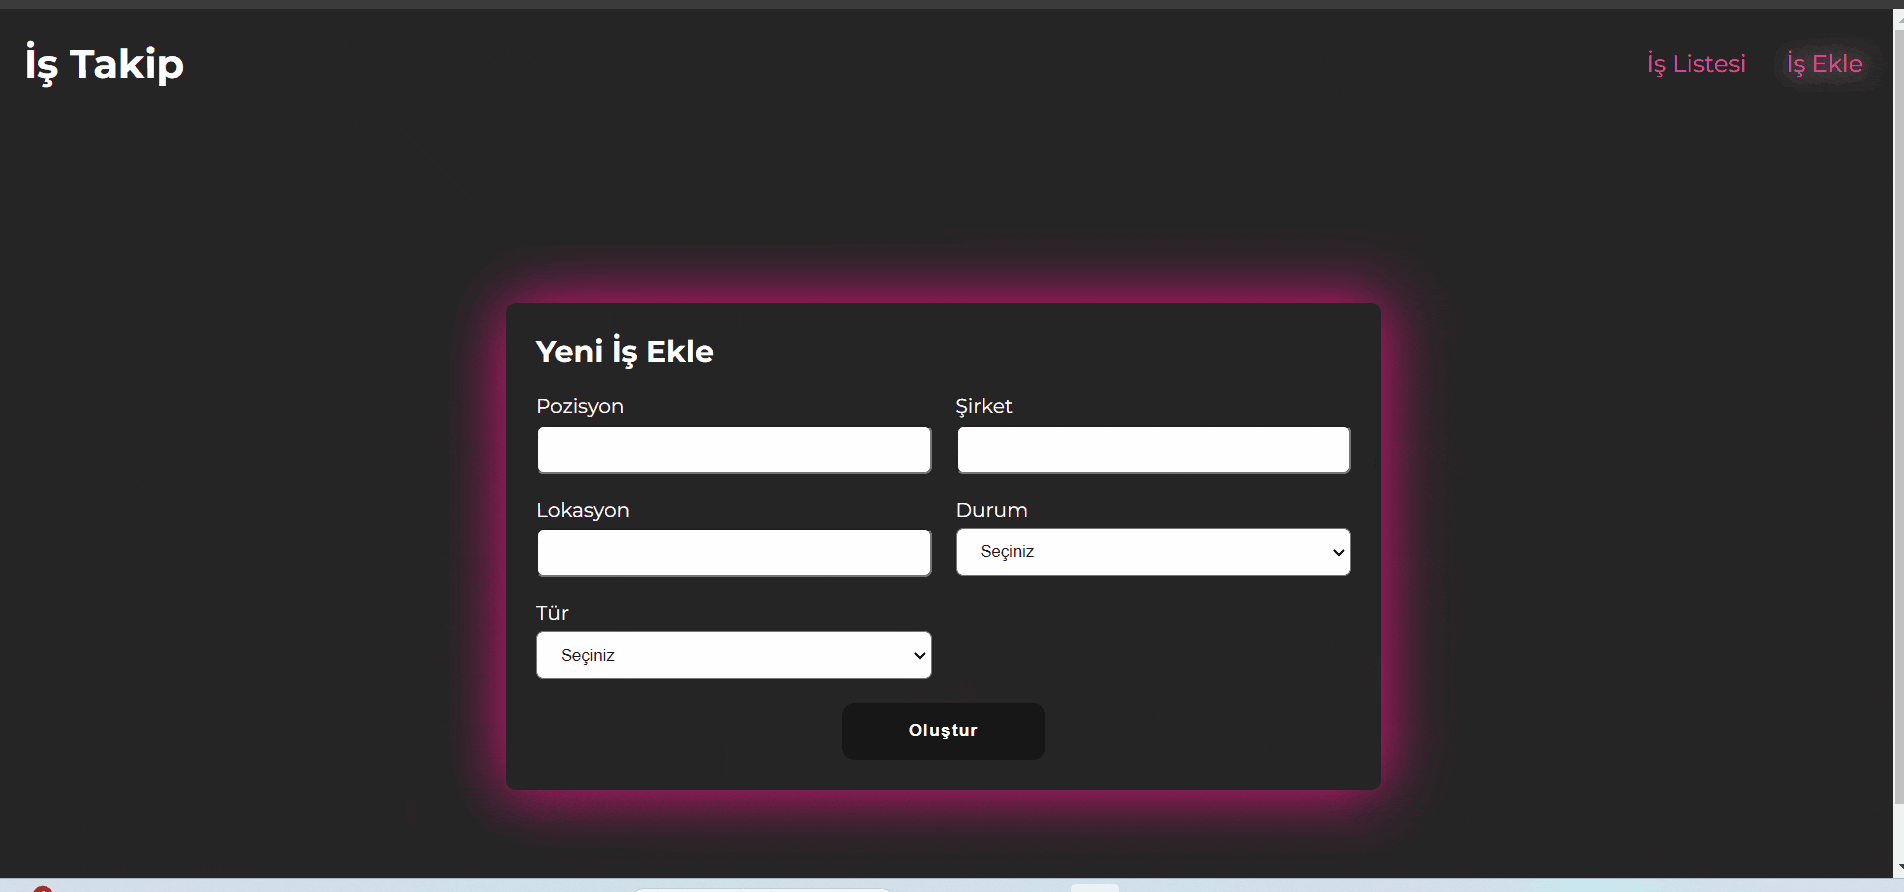 İş Takip
İş Listesi
İş Ekle
Yeni İş Ekle
Pozisyon
Şirket
Lokasyon
Durum
Seçiniz
Tür
Seçiniz
Oluştur